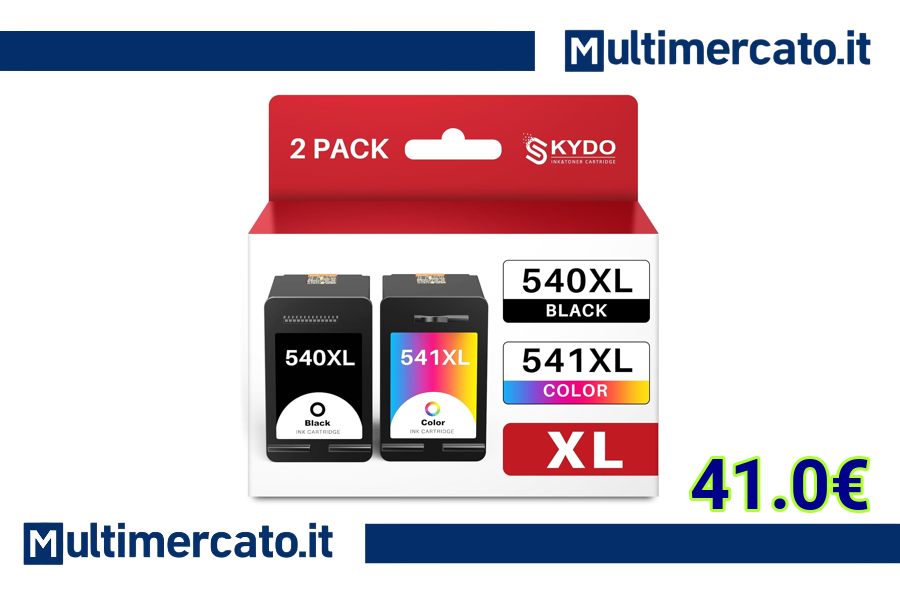 Multimercato.it
2 PACK
SKYDO
INK&TONER CARTRIDGE
540XL
BLACK
541XL
COLOR
XL
540XL
Black
INK CARTRIDGE
541XL
Color
INK CARTRIDGE
41.0€
Multimercato.it